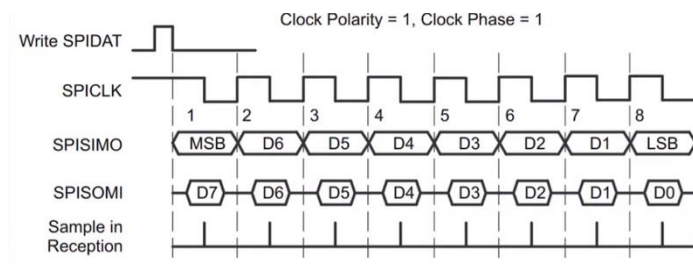 Clock Polarity = 1, Clock Phase = 1
Write SPIDAT
SPICLK
1 2 3 4 5 6 7 8
SPISIMO MSB D6 D5 D4 D3 D2 D1 LSB
SPISOMI D7 D6 D5 D4 D3 D2 D1 D0
Sample in
Reception